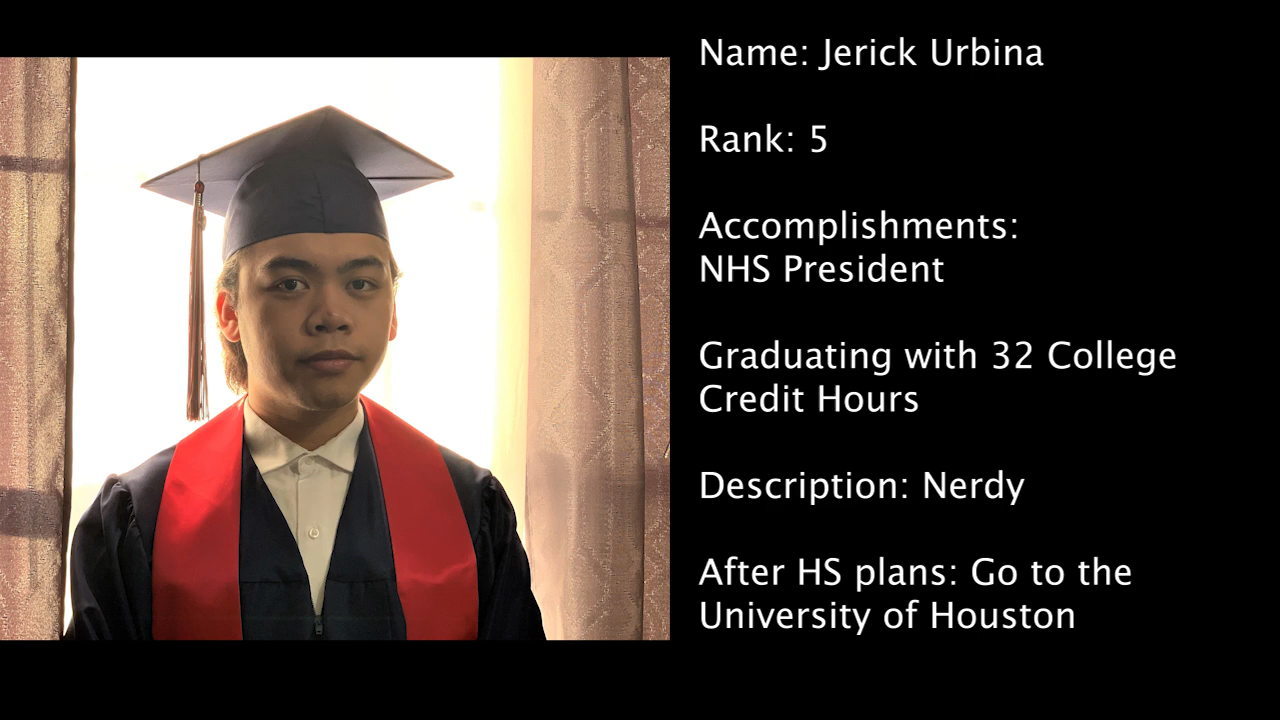 Name: Jerick Urbina
Rank: 5
Accomplishments:
NHS President
Graduating with 32 College
Credit Hours
Description: Nerdy
After HS plans: Go to the
University of Houston